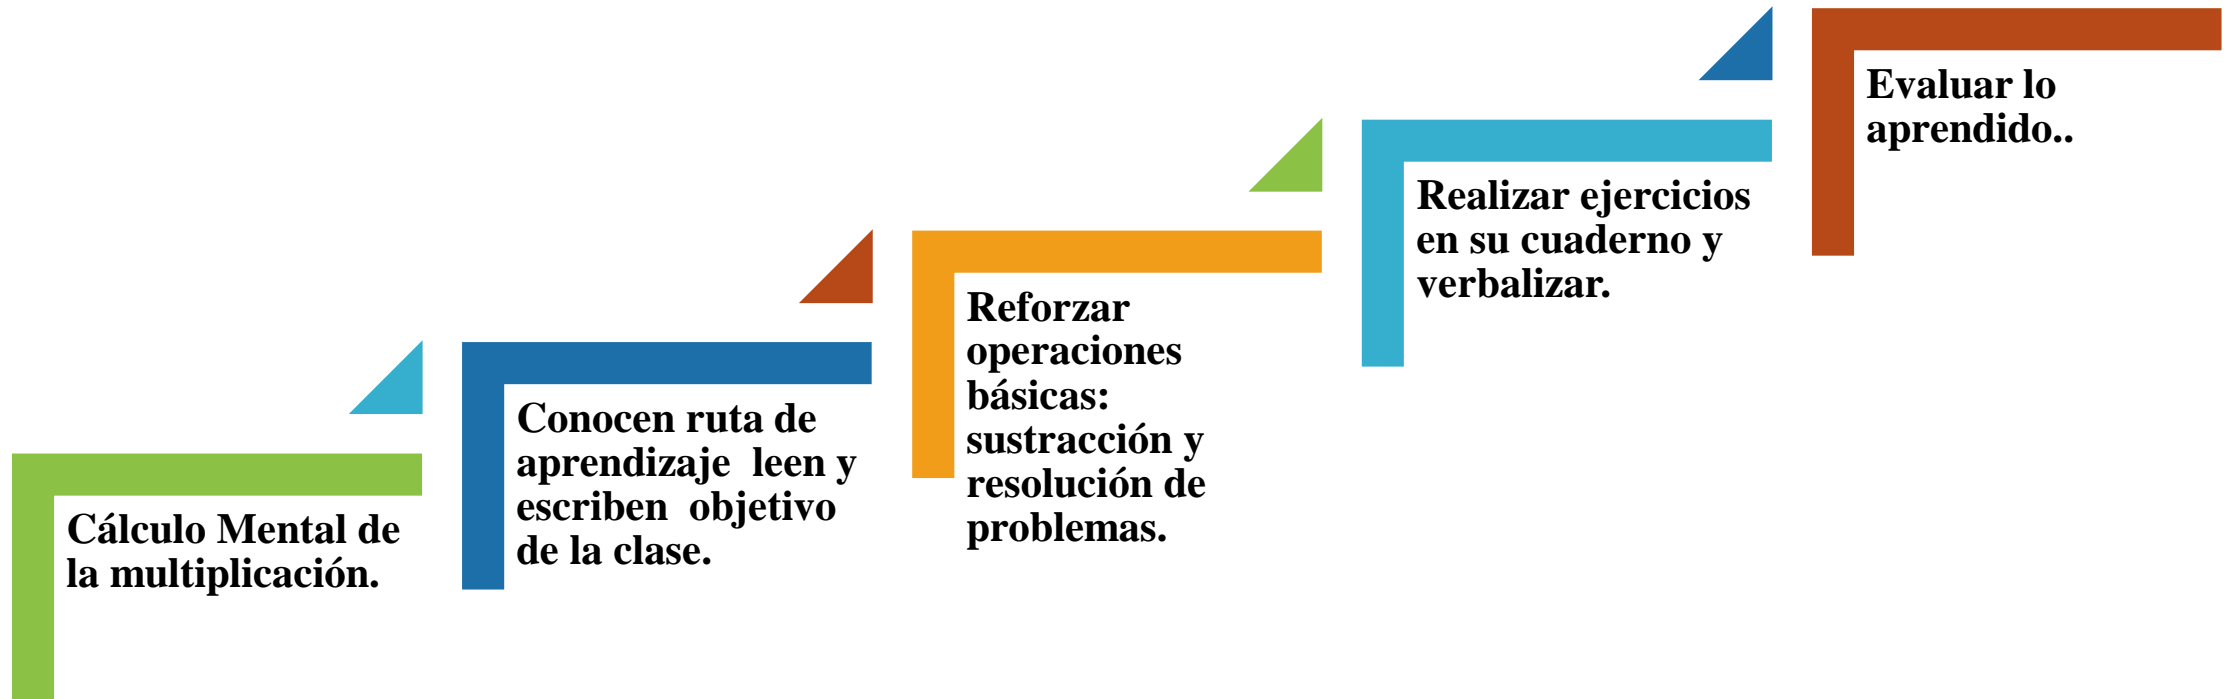 Cálculo Mental de
la multiplicación.
Conocen ruta de
aprendizaje  leen y
escriben  objetivo
de la clase.
Reforzar
operaciones
básicas:
sustracción y
resolución de
problemas.
Realizar ejercicios
en su cuaderno y
verbalizar.
Evaluar lo
aprendido..